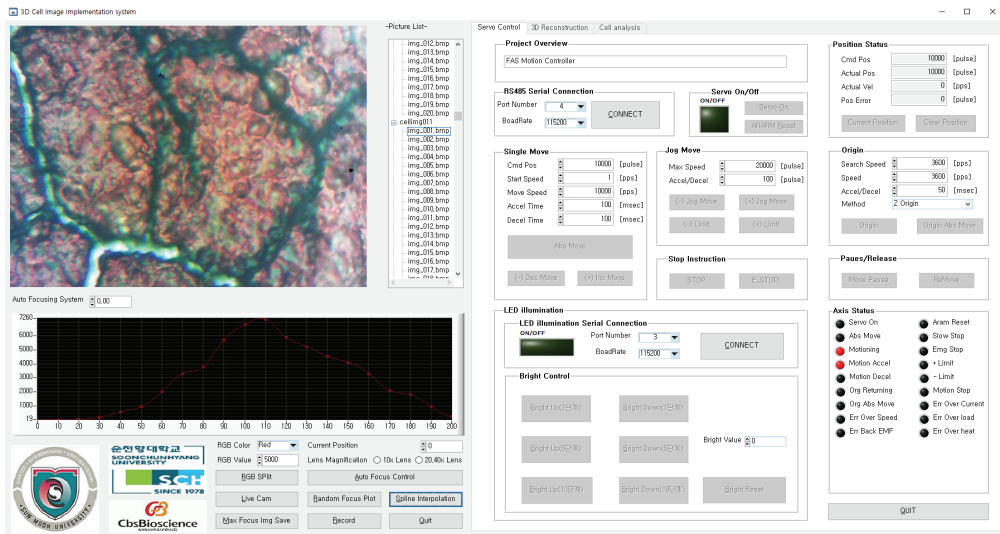 3D Cell Image Implementation system
-Picture List-
img_012.bmp
img_013.bmp
img_014.bmp
img_015.bmp
img_016.bmp
img_017.bmp
img_018.bmp
img_019.bmp
img_020.bmp
cellimg011
img_001.bmp
img_002.bmp
img_003.bmp
img_004.bmp
img_005.bmp
img_006.bmp
img_007.bmp
img_008.bmp
img_009.bmp
img_010.bmp
img_011.bmp
img_012.bmp
img_013.bmp
img_014.bmp
img_015.bmp
img_016.bmp
img_017.bmp
Auto Focusing System 0,00
7260
6000
5000
4000
3000
2000
1000
19
0 10 20 30 40 50 60 70 80 90 100 110 120 130 140 150 160 170 180 190 200
SUN MOON UNIVERSITY
순천향대학교
SOONCHUNHYANG
UNIVERSITY
SCH
SINCE 1978
CbsBioscience
RGB Color Red Current Position 0
RGB Value 5000 Lens Magnification 10x Lens 20,40x Lens
RGB SPlit Auto Focus Control
Live Cam Random Focus Plot Spline Interpolation
Max Focus Img Save Record Quit
Servo Control 3D Reconstruction Cell analysis
Project Overview
FAS Motion Controller
RS485 Serial Connection
Port Number 4
BoadRate 115200
CONNECT
Servo On/Off
ON/OFF
Servo On
ARARM Reset
Single Move
Cmd Pos 10000 [pulse]
Start Speed 1 [pps]
Move Speed 10000 [pps]
Accel Time 100 [msec]
Decel Time 100 [msec]
Abs Move
(-) Dec Move (+) Inc Move
Jog Move
Max Speed 20000 [pulse]
Accel/Decel 100 [pulse]
(-) Jog Move (+) Jog Move
(-) Limit (+) Limit
Stop Instruction
STOP E_STOP!
LED illumination
LED illumination Serial Connection
ON/OFF
Port Number 3
BoadRate 115200
CONNECT
Bright Control
Bright Up(1단계) Bright Down(1단계)
Bright Up(5단계) Bright Down(5단계) Bright Value 0
Bright Up(10단계) Bright Down(10단계) Bright Reset
Position Status
Cmd Pos 10000 [pulse]
Actual Pos 10000 [pulse]
Actual Vel 0 [pps]
Pos Error 0 [pulse]
Current Position Clear Position
Origin
Search Speed 3600 [pps]
Speed 3600 [pps]
Accel/Decel 50 [msec]
Method Z Origin
Origin Origin Abs Move
Paues/Release
Move Pause ReMove
Axis Status
Servo On Aram Reset
Abs Move Slow Stop
Motioning Emg Stop
Motion Accel + Limit
Motion Decel - Limit
Org Returning Motion Stop
Org Abs Move Err Over Current
Err Over Speed Err Over load
Err Back EMF Err Over heat
QUIT